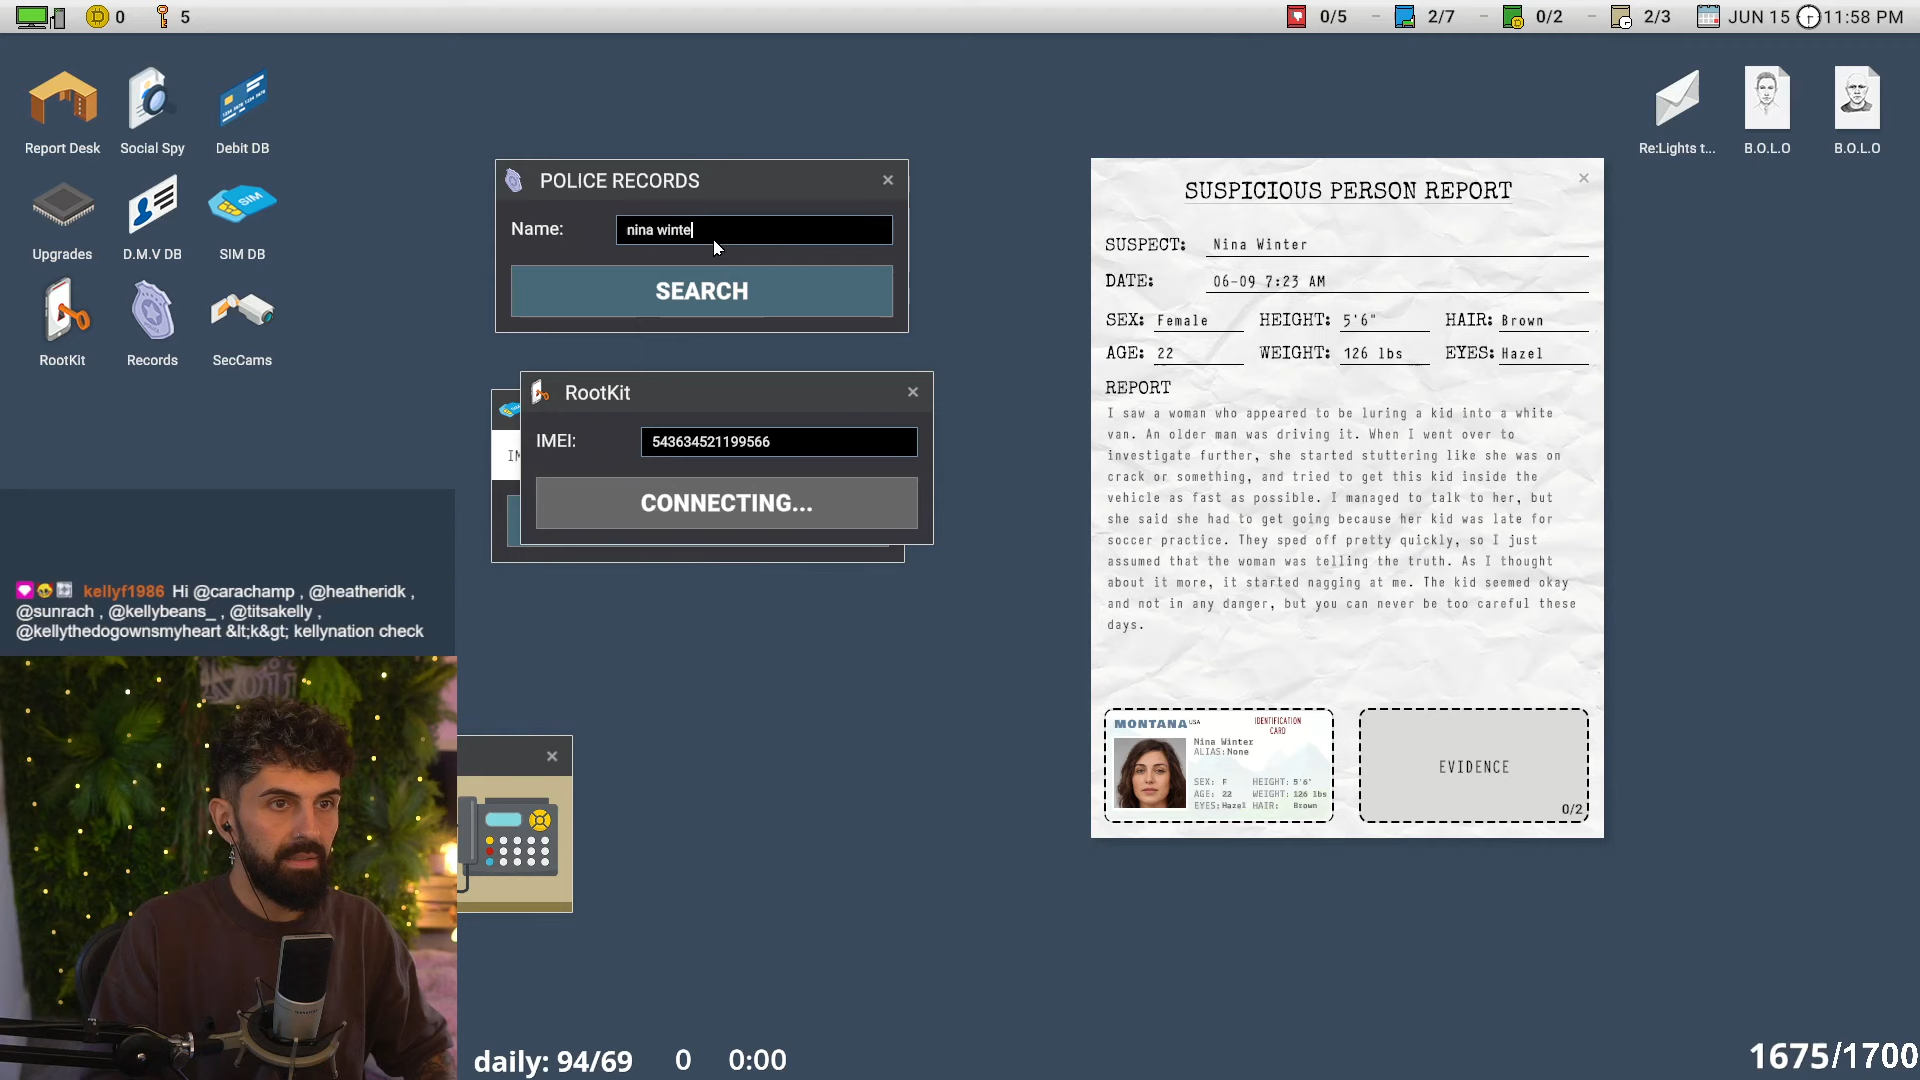 0
5
0/5
2/7
0/2
2/3
JUN 15
11:58 PM
Report Desk
Social Spy
Debit DB
Upgrades
D.M.V DB
SIM DB
RootKit
Records
SecCams
Re:Lights t...
B.O.L.O
B.O.L.O
POLICE RECORDS
Name:
nina winte
SEARCH
RootKit
IMEI:
543634521199566
CONNECTING...
IM
SUSPICIOUS PERSON REPORT
SUSPECT: Nina Winter
DATE: 06-09 7:23 AM
SEX: Female HEIGHT: 5'6" HAIR: Brown
AGE: 22 WEIGHT: 126 lbs EYES: Hazel
REPORT
I saw a woman who appeared to be luring a kid into a white
van. An older man was driving it. When I went over to
investigate further, she started stuttering like she was on
crack or something, and tried to get this kid inside the
vehicle as fast as possible. I managed to talk to her, but
she said she had to get going because her kid was late for
soccer practice. They sped off pretty quickly, so I just
assumed that the woman was telling the truth. As I thought
about it more, it started nagging at me. The kid seemed okay
and not in any danger, but you can never be too careful these
days.
MONTANA USA
IDENTIFICATION
CARD
Nina Winter
ALIAS: None
SEX: F HEIGHT: 5'6"
AGE: 22 WEIGHT: 126 lbs
EYES: Hazel HAIR: Brown
EVIDENCE
0/2
kellyf1986 Hi @carachamp , @heatheridk ,
@sunrach , @kellybeans_ , @titsakelly ,
@kellythedogownsmyheart &lt;k&gt; kellynation check
daily: 94/69 0 0:00
1675/1700